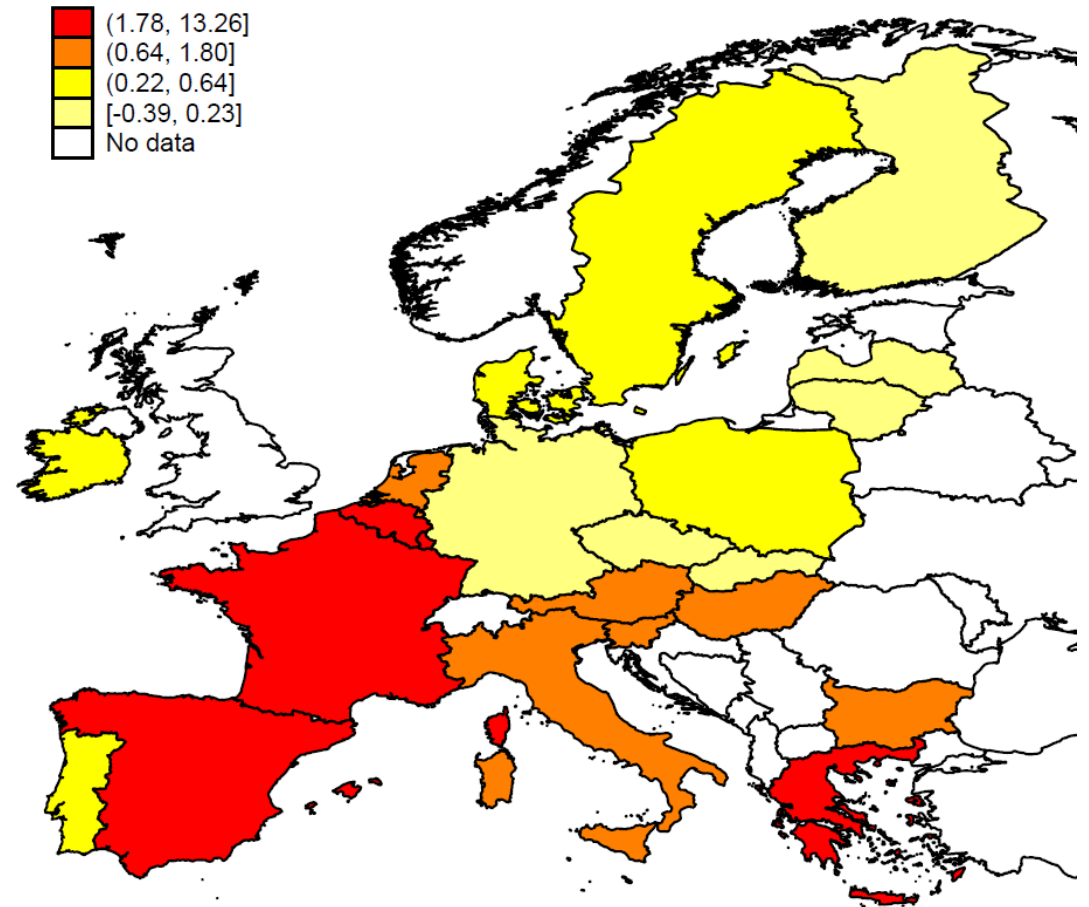 (1.78, 13.26]
(0.64, 1.80]
(0.22, 0.64]
[-0.39, 0.23]
No data